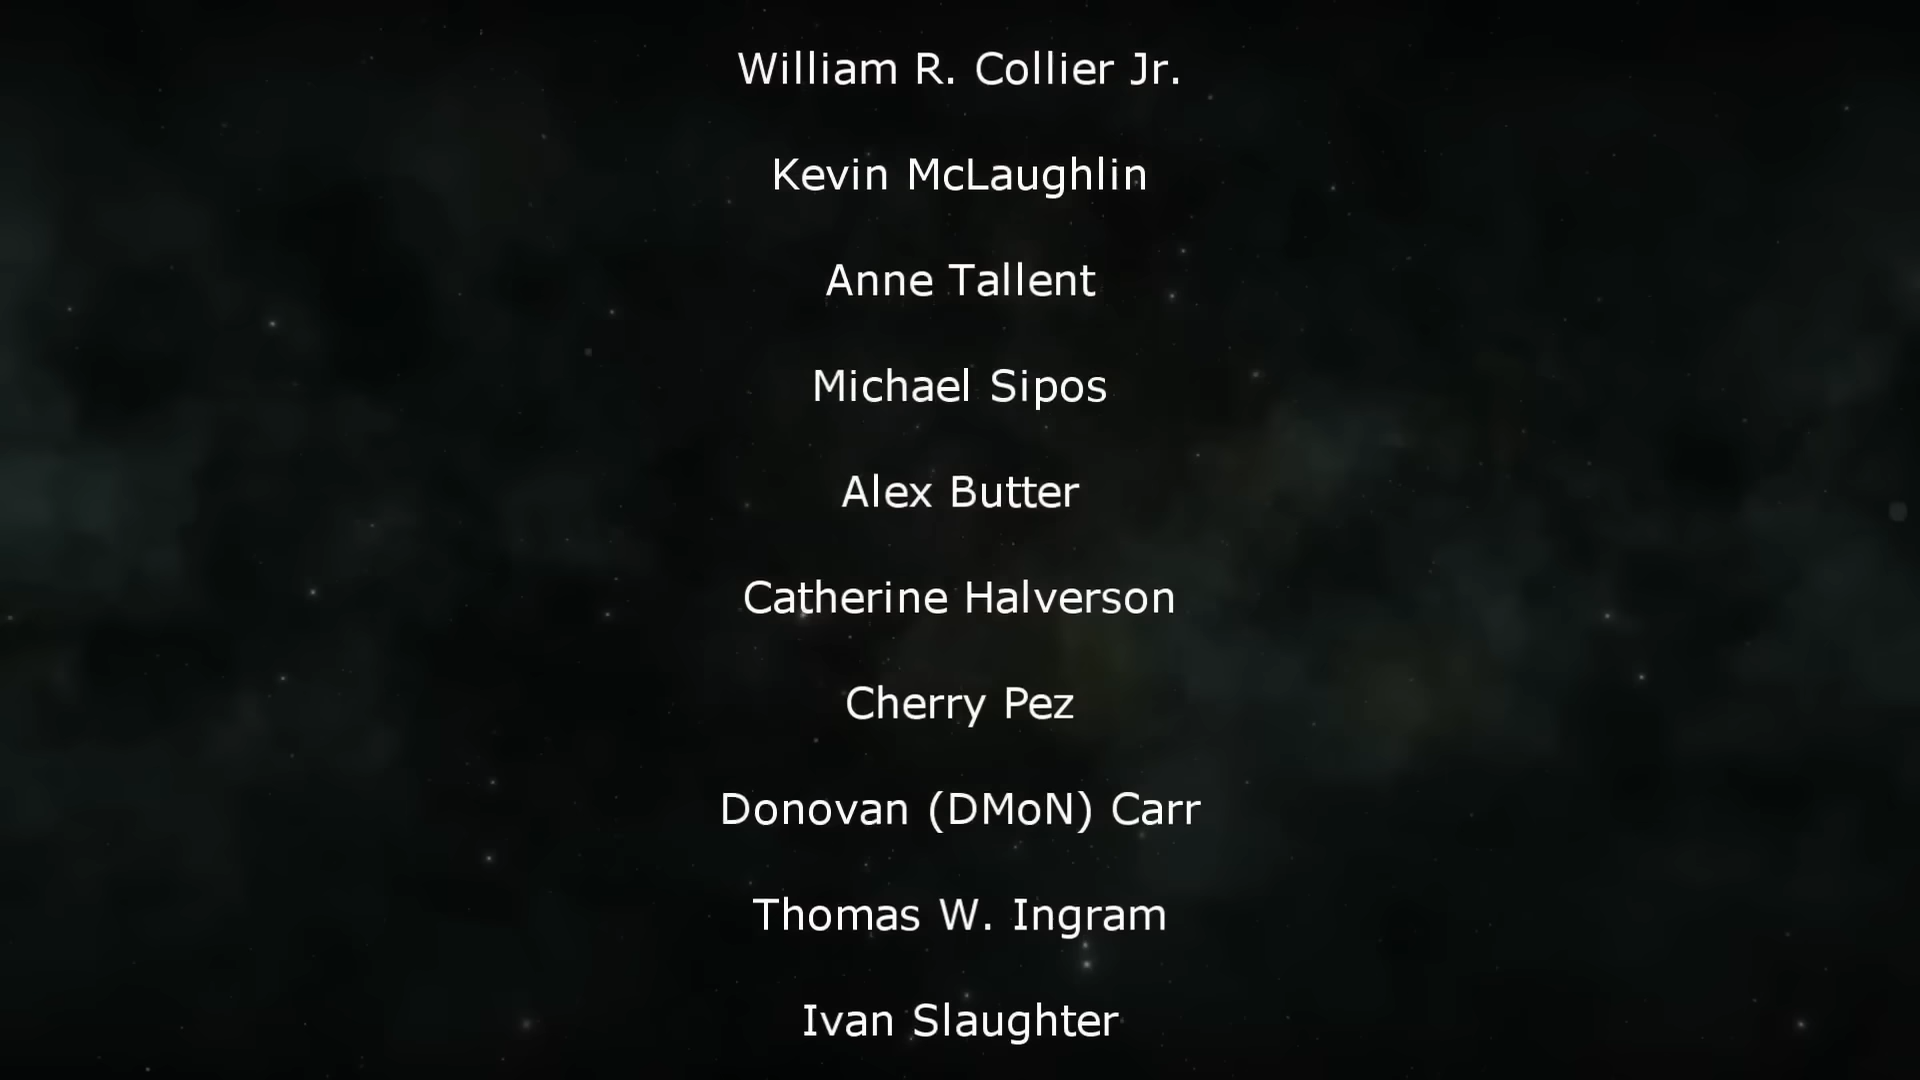 William R. Collier Jr.
Kevin McLaughlin
Anne Tallent
Michael Sipos
Alex Butter
Catherine Halverson
Cherry Pez
Donovan (DMoN) Carr
Thomas W. Ingram
Ivan Slaughter